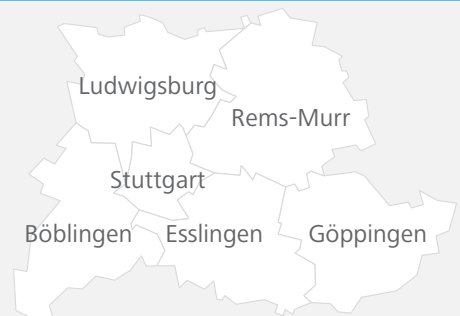 Ludwigsburg
Rems-Murr
Stuttgart
Böblingen
Esslingen
Göppingen